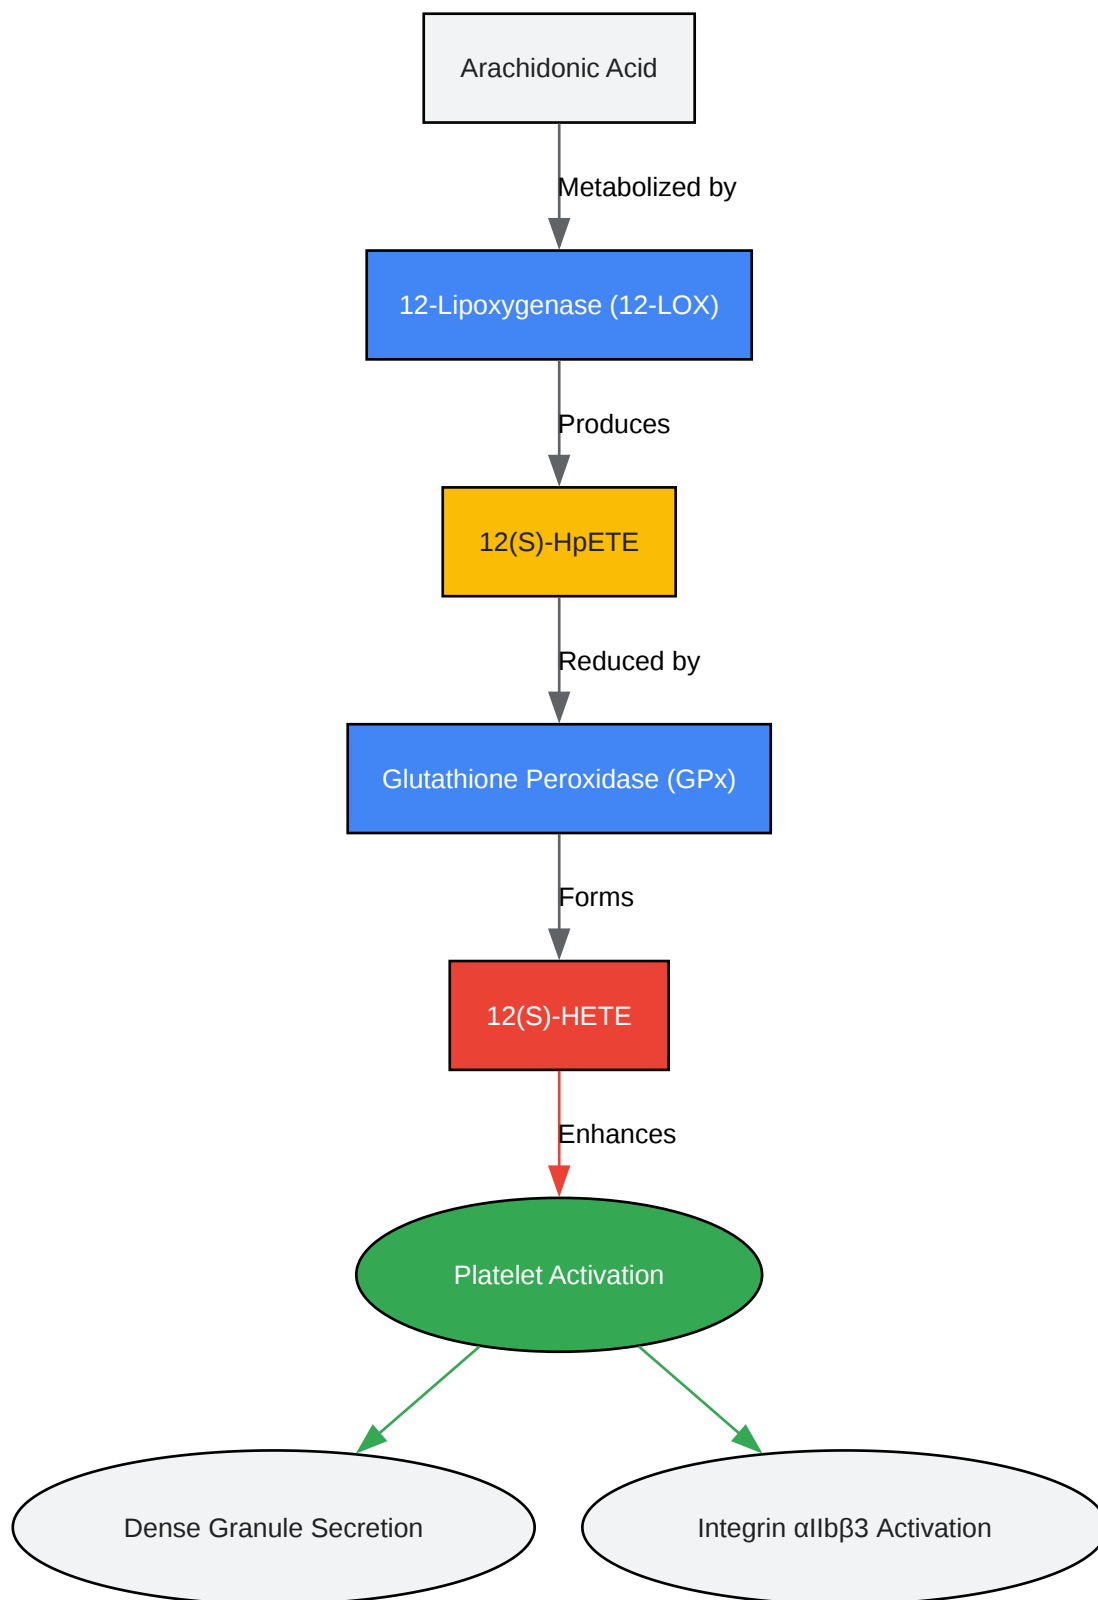 Arachidonic Acid
Metabolized by
12-Lipoxygenase (12-LOX)
Produces
12(S)-HpETE
Reduced by
Glutathione Peroxidase (GPx)
Forms
12(S)-HETE
Enhances
Platelet Activation
Dense Granule Secretion
Integrin αIIbβ3 Activation